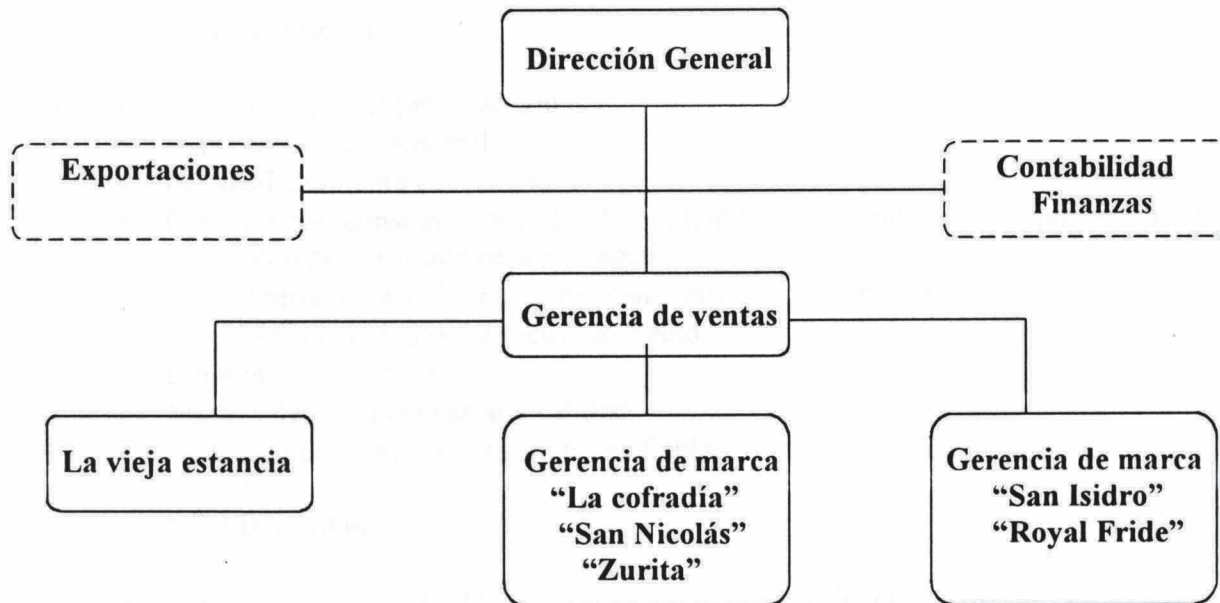 Dirección General
Exportaciones
Contabilidad
Finanzas
Gerencia de ventas
La vieja estancia
Gerencia de marca
“La cofradía”
“San Nicolás”
“Zurita”
Gerencia de marca
“San Isidro”
“Royal Fride”